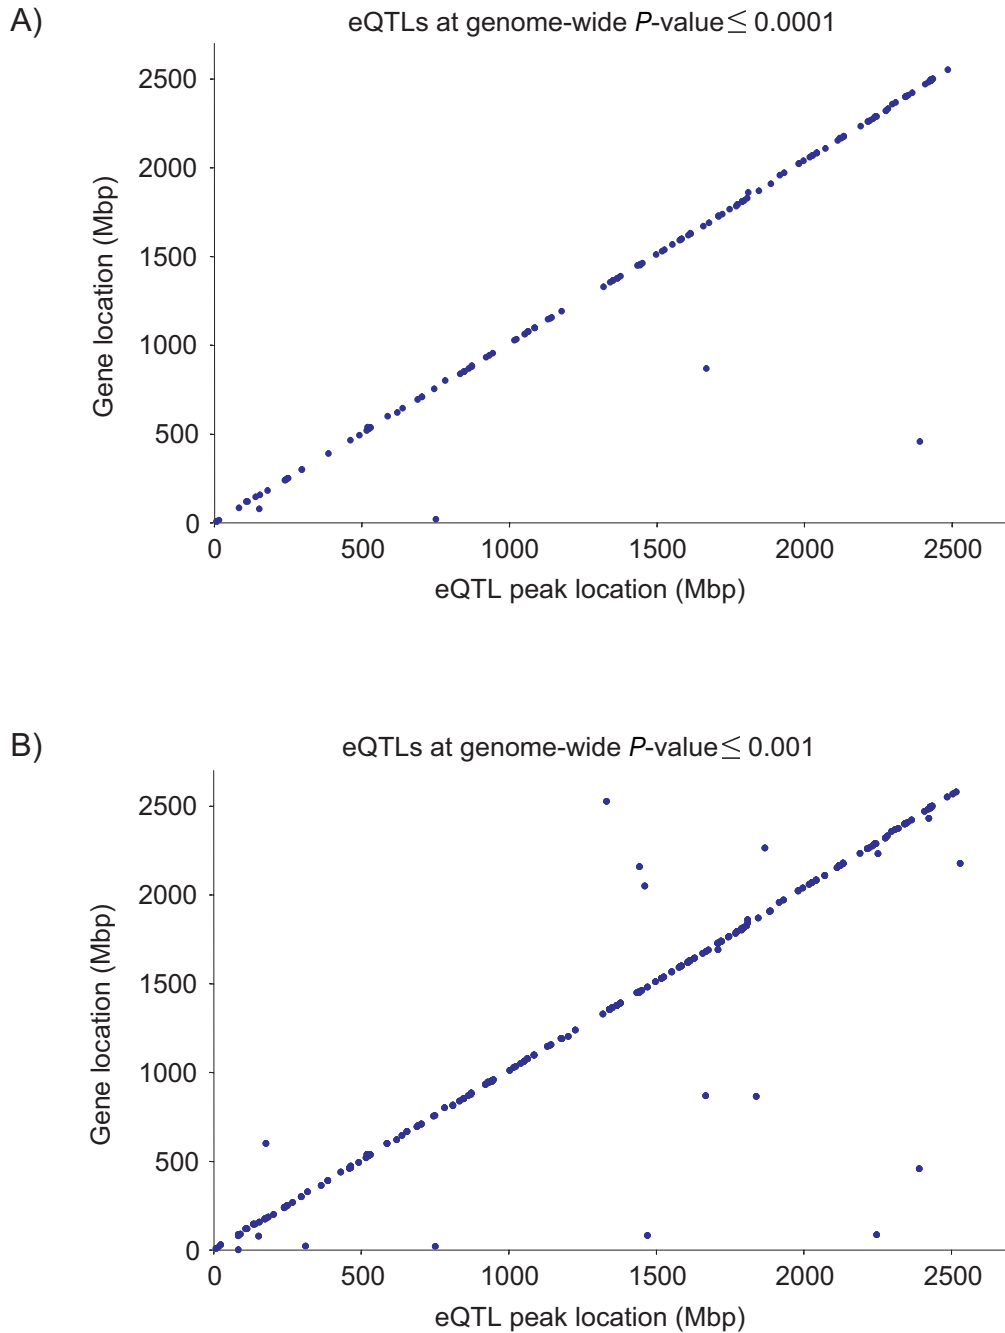 A)
eQTLs at genome-wide P-value ≤ 0.0001
2500
2000
1500
1000
500
0
Gene location (Mbp)
0 500 1000 1500 2000 2500
eQTL peak location (Mbp)
B)
eQTLs at genome-wide P-value ≤ 0.001
2500
2000
1500
1000
500
0
Gene location (Mbp)
0 500 1000 1500 2000 2500
eQTL peak location (Mbp)